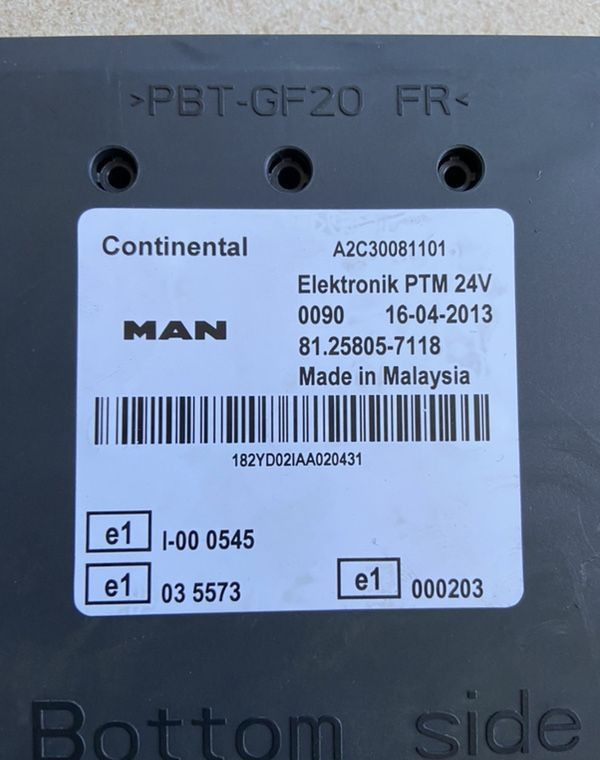 >PBT-GF20 FR<
Continental A2C30081101
Elektronik PTM 24V
MAN 0090 16-04-2013
81.25805-7118
Made in Malaysia
182YD02IAA020431
e1 I-00 0545
e1 03 5573 e1 000203
Bottom side